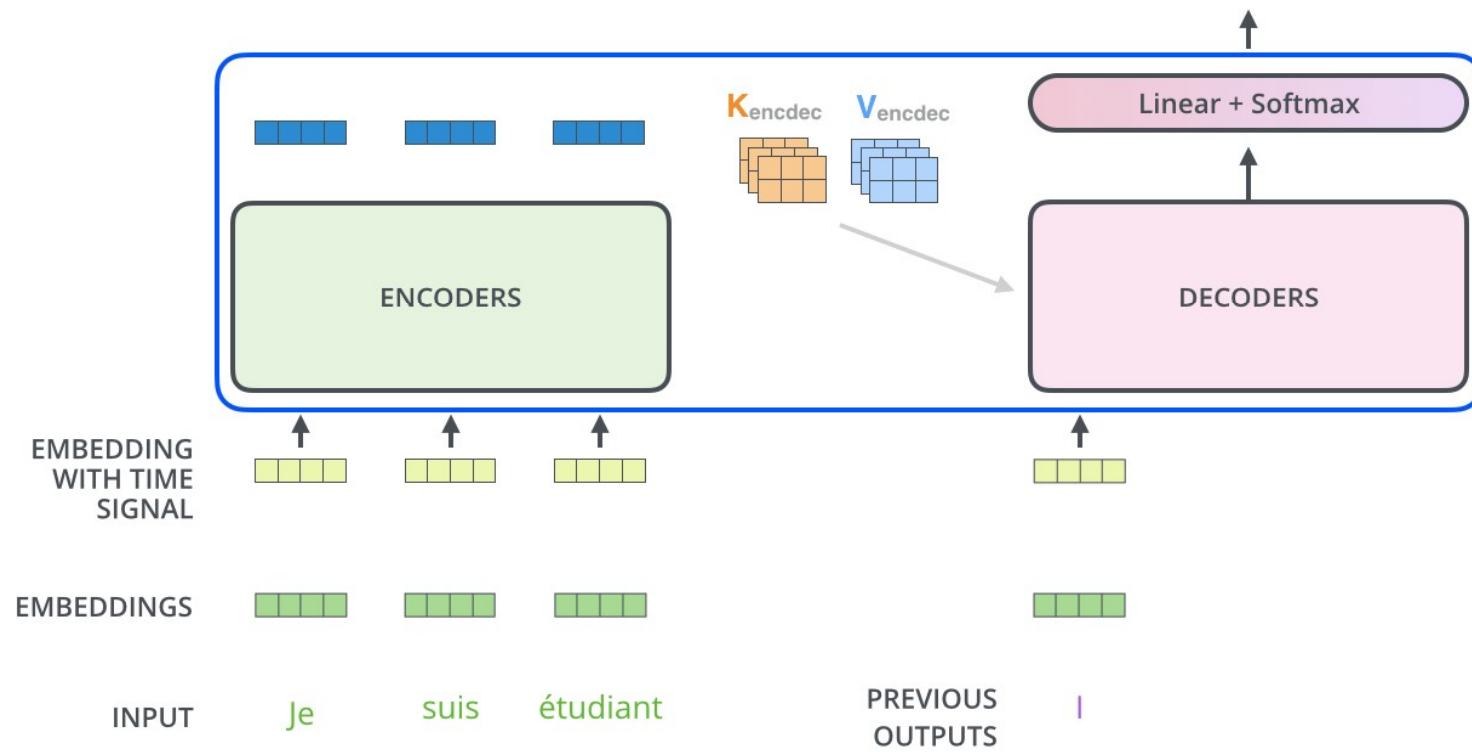 Kencdec
Vencdec
Linear + Softmax
ENCODERS
DECODERS
EMBEDDING
WITH TIME
SIGNAL
EMBEDDINGS
INPUT
Je
suis
étudiant
PREVIOUS
OUTPUTS
I